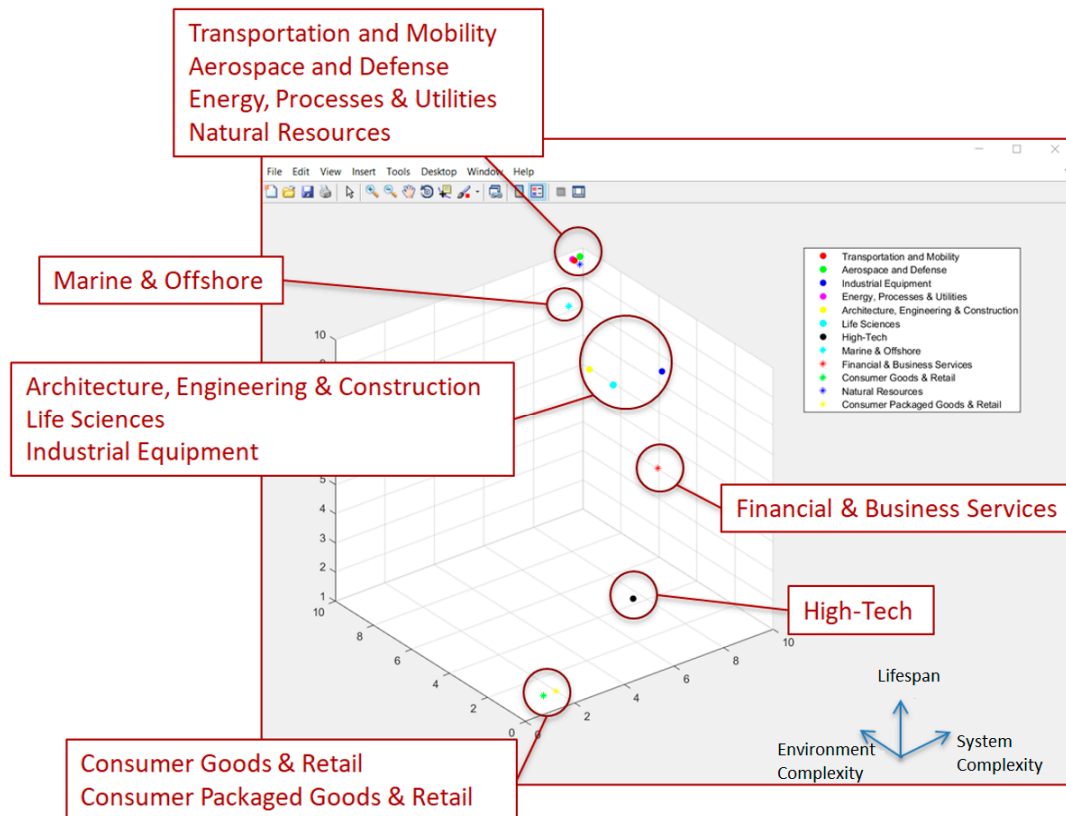 Transportation and Mobility
Aerospace and Defense
Energy, Processes & Utilities
Natural Resources
File Edit View Insert Tools Desktop Window Help
Marine & Offshore
Transportation and Mobility
Aerospace and Defense
Industrial Equipment
Energy, Processes & Utilities
Architecture, Engineering & Construction
Life Sciences
High-Tech
Marine & Offshore
Financial & Business Services
Consumer Goods & Retail
Natural Resources
Consumer Packaged Goods & Retail
10
Architecture, Engineering & Construction
Life Sciences
Industrial Equipment
5
4
3
2
1
10
8
6
4
2
0
0
2
4
6
8
10
Financial & Business Services
High-Tech
Lifespan
Environment
Complexity
System
Complexity
Consumer Goods & Retail
Consumer Packaged Goods & Retail